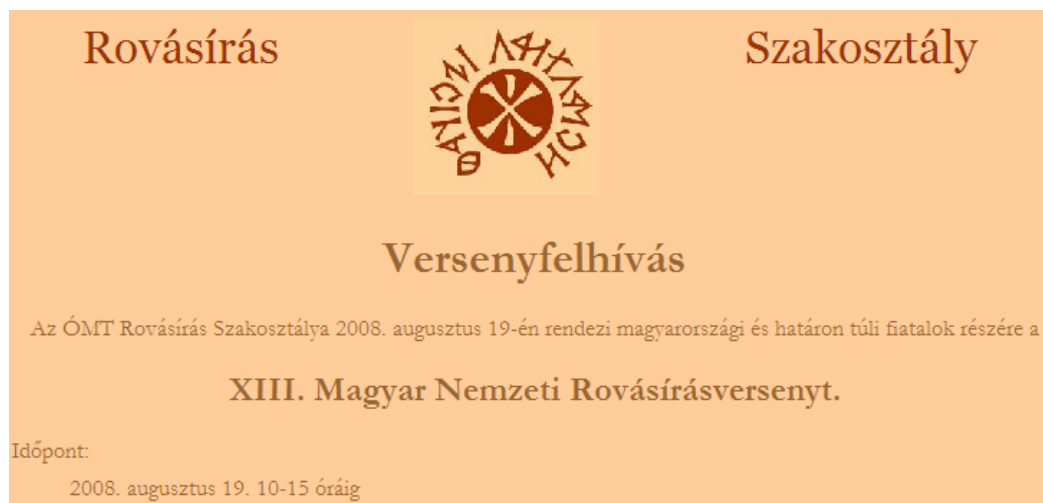 Rovásírás Szakosztály
Versenyfelhívás
Az ÓMT Rovásírás Szakosztálya 2008. augusztus 19-én rendezi magyarországi és határon túli fiatalok részére a
XIII. Magyar Nemzeti Rovásírásversenyt.
Időpont:
2008. augusztus 19. 10-15 óráig